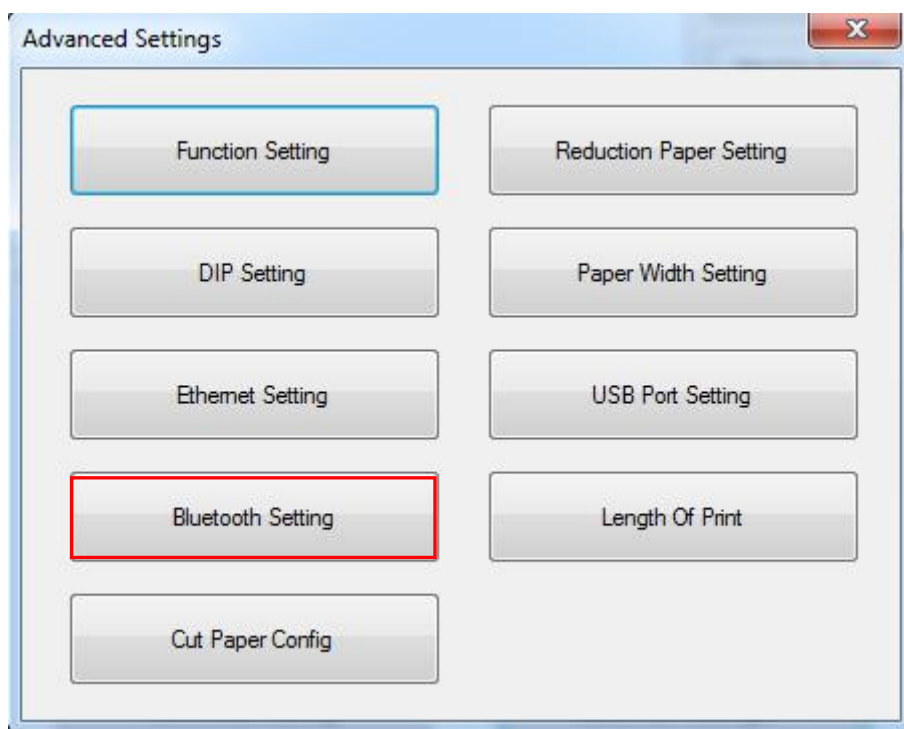 Advanced Settings
Function Setting
Reduction Paper Setting
DIP Setting
Paper Width Setting
Ethernet Setting
USB Port Setting
Bluetooth Setting
Length Of Print
Cut Paper Config